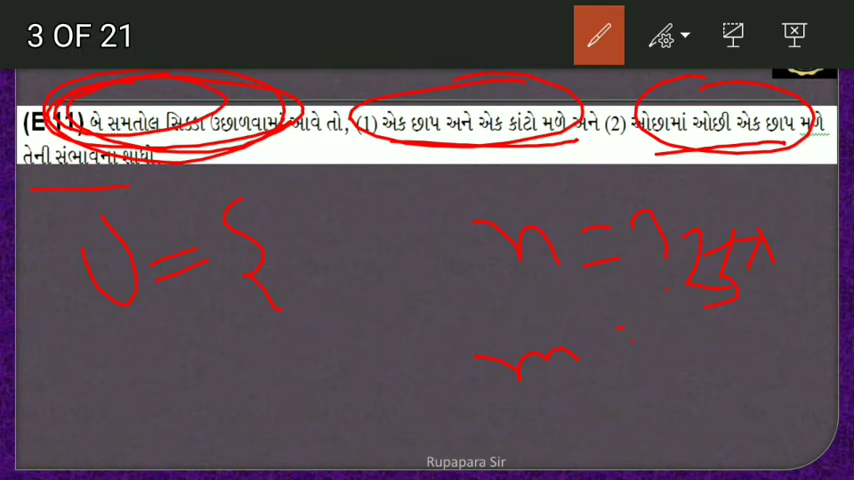 3 OF 21
(E 11) બે સમતોલ સિક્કા ઉછાળવામાં આવે તો, (1) એક છાપ અને એક કાંટો મળે અને (2) ઓછામાં ઓછી એક છાપ મળે
તેની સંભાવના શોધો.
U = {
n =
m
Rupapara Sir